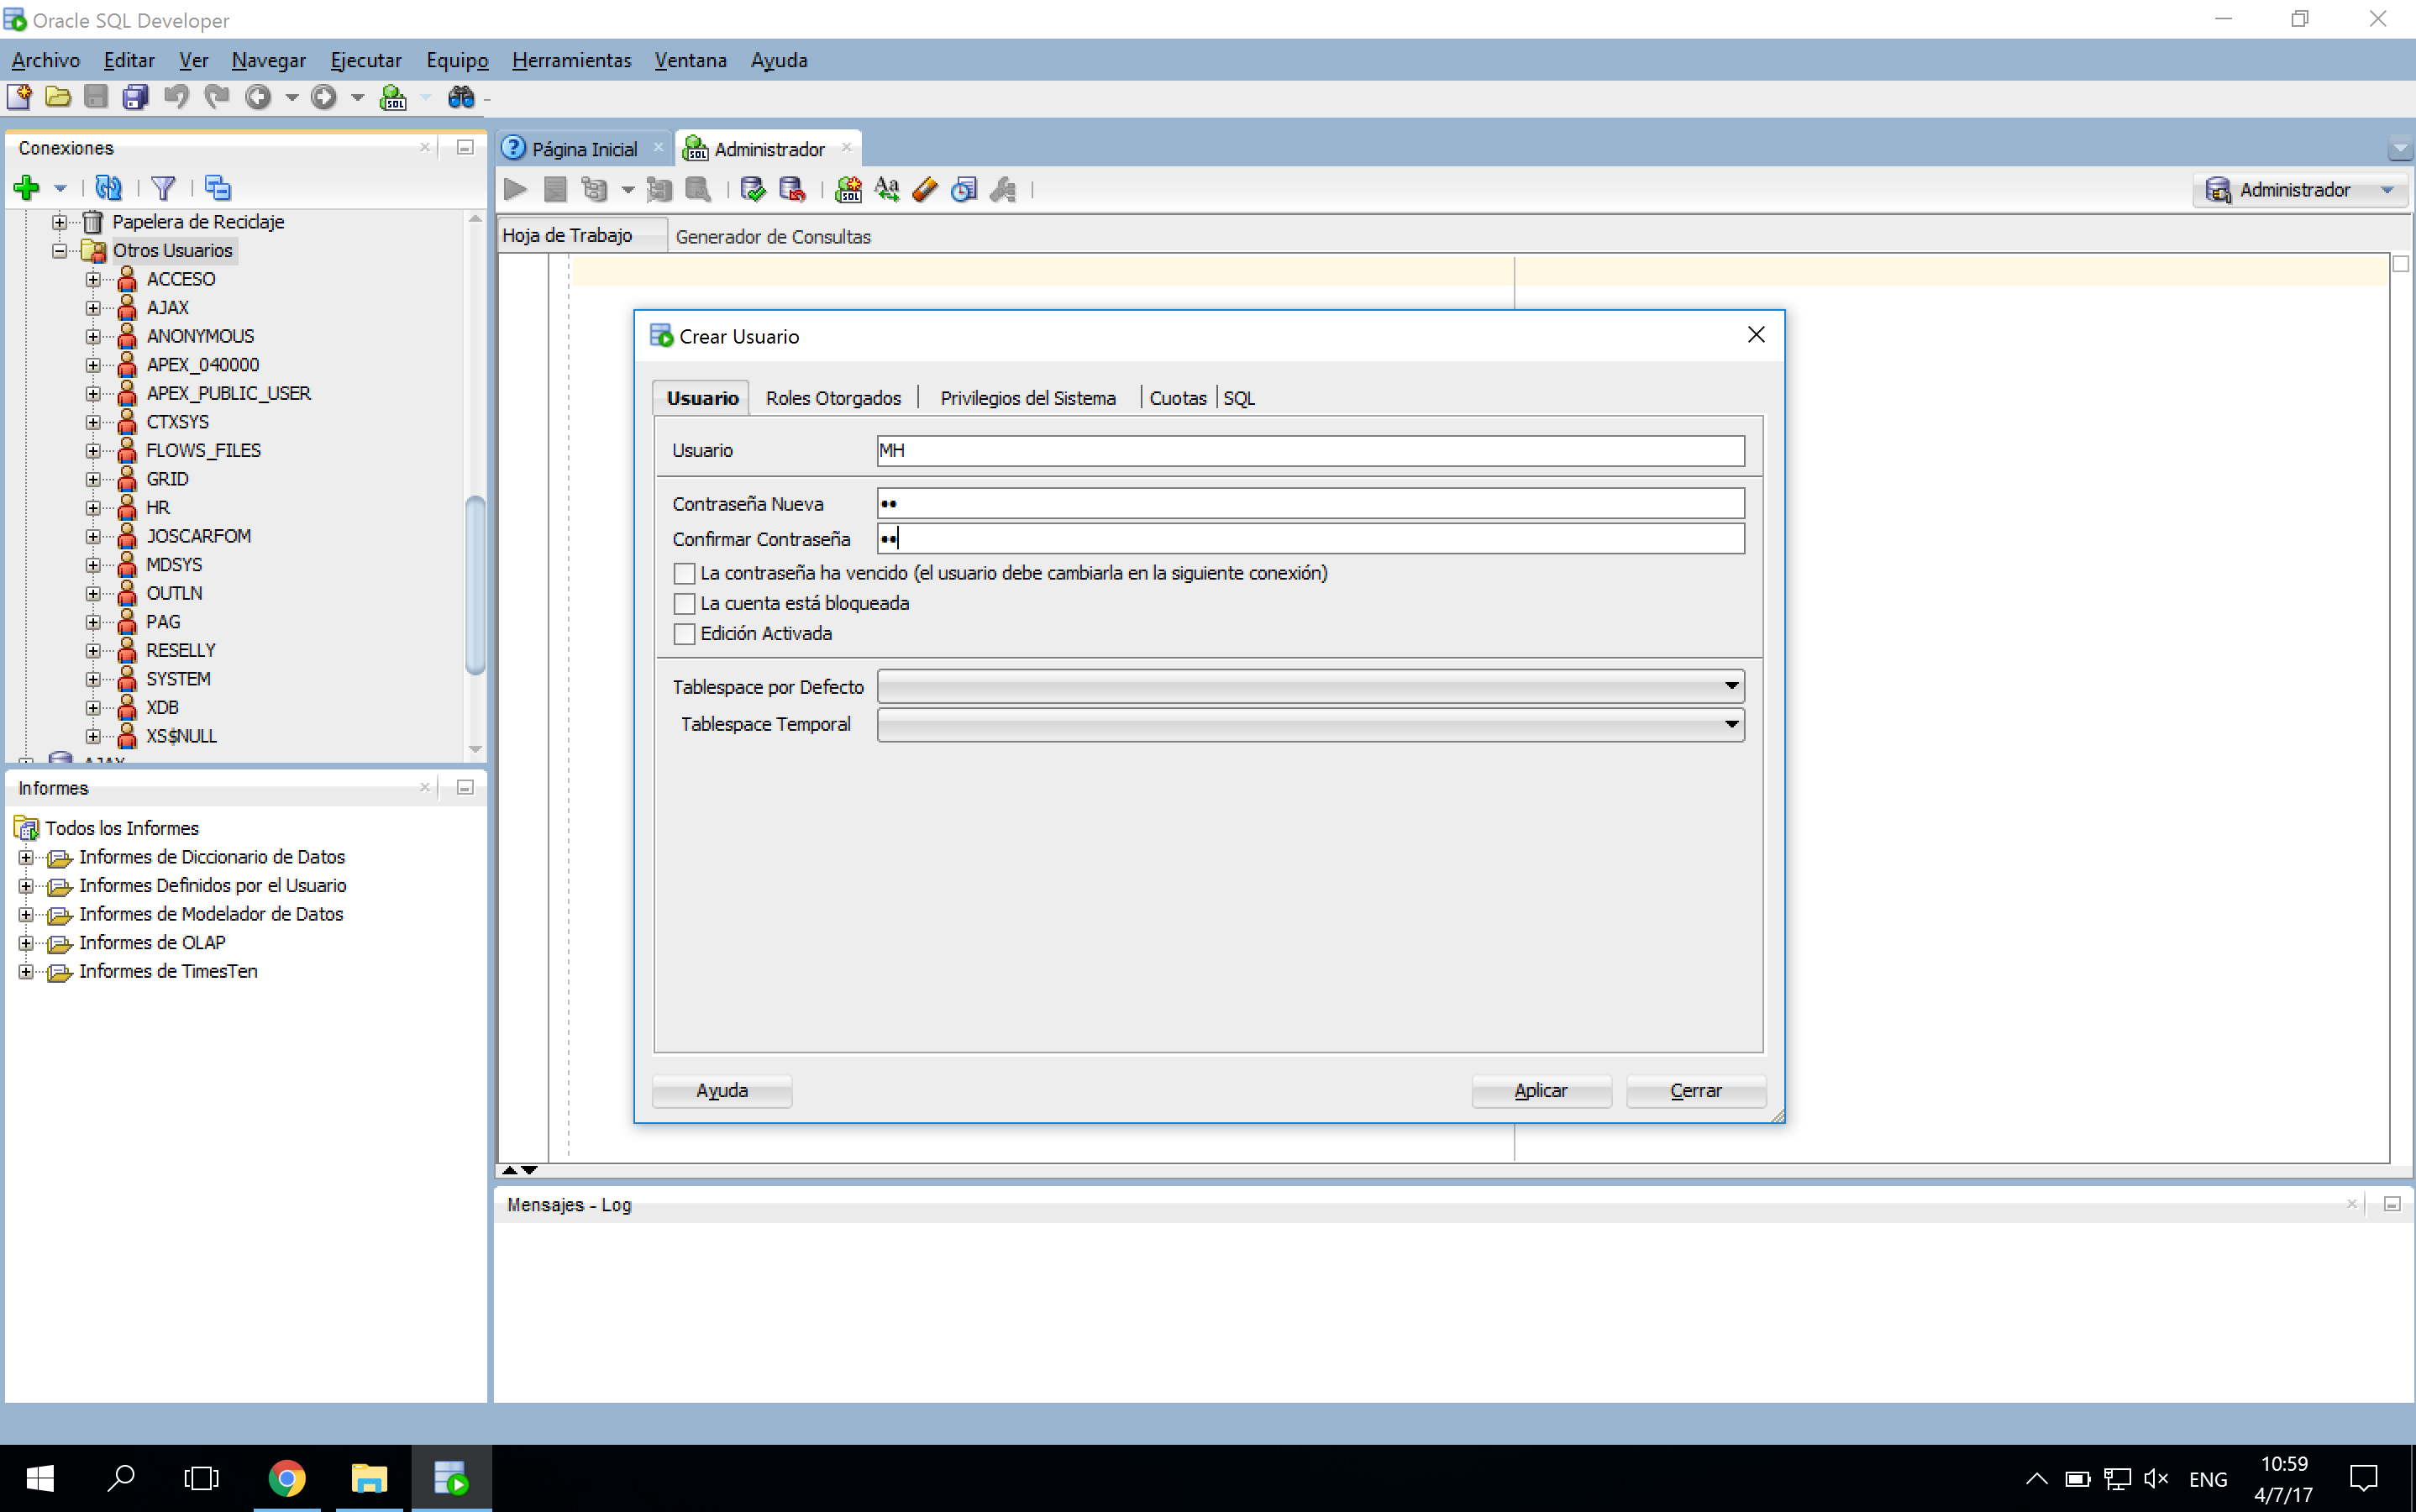 Oracle SQL Developer
Archivo Editar Ver Navegar Ejecutar Equipo Herramientas Ventana Ayuda
Conexiones
Papelera de Reciclaje
Otros Usuarios
ACCESO
AJAX
ANONYMOUS
APEX_040000
APEX_PUBLIC_USER
CTXSYS
FLOWS_FILES
GRID
HR
JOSCARFOM
MDSYS
OUTLN
PAG
RESELLY
SYSTEM
XDB
XS$NULL
AJAX
Informes
Todos los Informes
Informes de Diccionario de Datos
Informes Definidos por el Usuario
Informes de Modelador de Datos
Informes de OLAP
Informes de TimesTen
Página Inicial
Administrador
Administrador
Hoja de Trabajo
Generador de Consultas
Crear Usuario
Usuario Roles Otorgados Privilegios del Sistema Cuotas SQL
Usuario MH
Contraseña Nueva ••
Confirmar Contraseña ••
La contraseña ha vencido (el usuario debe cambiarla en la siguiente conexión)
La cuenta está bloqueada
Edición Activada
Tablespace por Defecto
Tablespace Temporal
Ayuda
Aplicar
Cerrar
Mensajes - Log
ENG
10:59
4/7/17